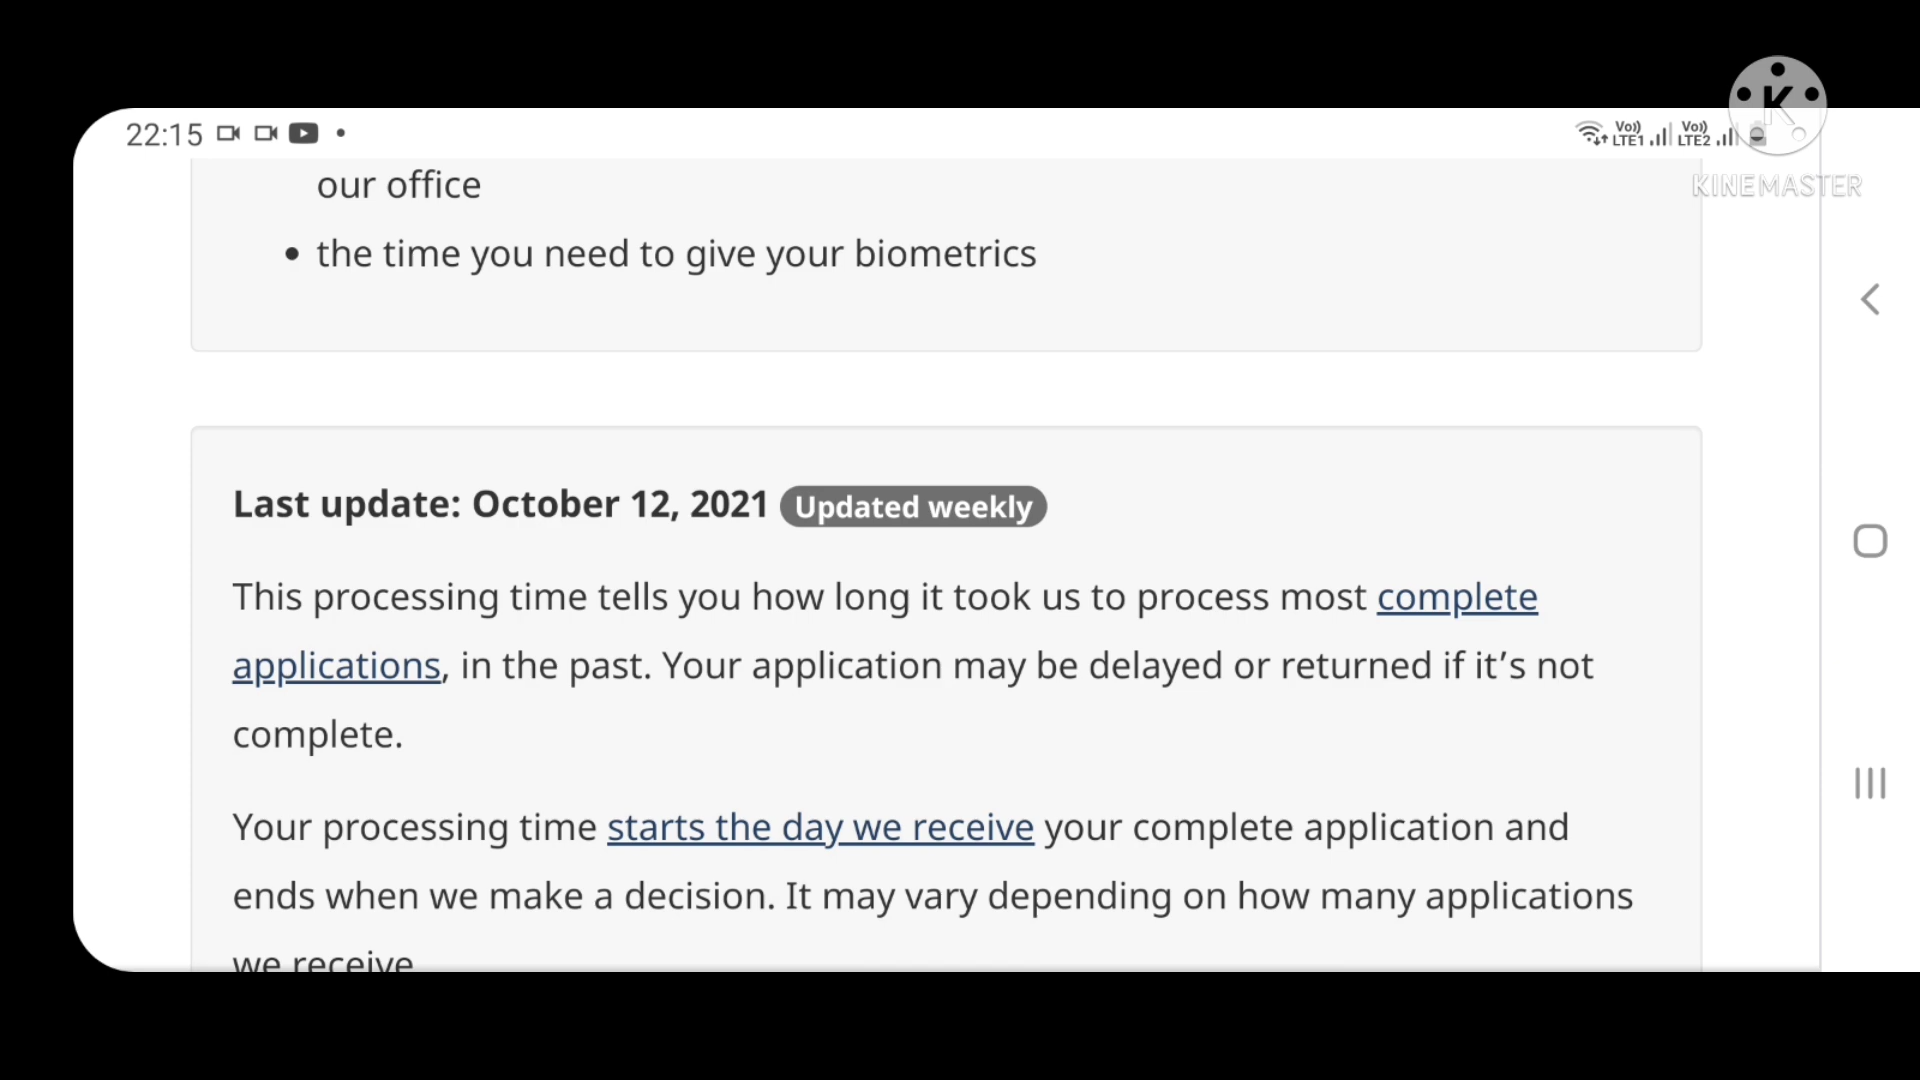 22:15
Vo)) LTE1 Vo)) LTE2
K
KINEMASTER
our office
• the time you need to give your biometrics
Last update: October 12, 2021 Updated weekly
This processing time tells you how long it took us to process most complete
applications, in the past. Your application may be delayed or returned if it’s not
complete.
Your processing time starts the day we receive your complete application and
ends when we make a decision. It may vary depending on how many applications
we receive